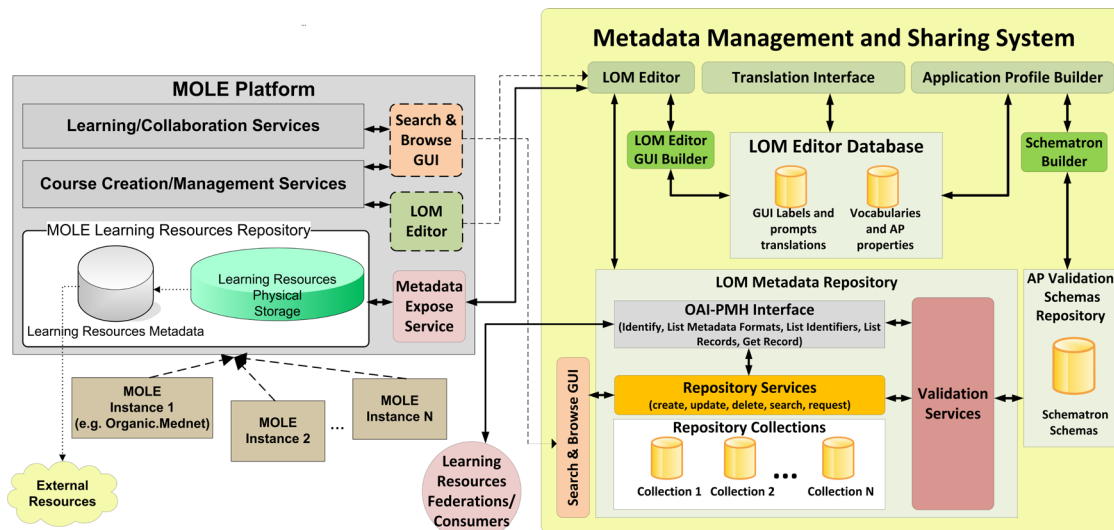 ..
Metadata Management and Sharing System
LOM Editor
Translation Interface
Application Profile Builder
MOLE Platform
Learning/Collaboration Services
Course Creation/Management Services
Search &
Browse
GUI
LOM
Editor
MOLE Learning Resources Repository
Learning Resources
Physical
Storage
Learning Resources Metadata
Metadata
Expose
Service
LOM Editor
GUI Builder
LOM Editor Database
GUI Labels and
prompts
translations
Vocabularies
and AP
properties
Schematron
Builder
LOM Metadata Repository
OAI-PMH Interface
(Identify, List Metadata Formats, List Identifiers, List
Records, Get Record)
Repository Services
(create, update, delete, search, request)
Repository Collections
Collection 1
Collection 2
...
Collection N
Search & Browse GUI
Validation
Services
AP Validation
Schemas
Repository
Schematron
Schemas
MOLE
Instance 1
(e.g. Organic.Mednet)
MOLE
Instance 2
...
MOLE
Instance N
External
Resources
Learning
Resources
Federations/
Consumers